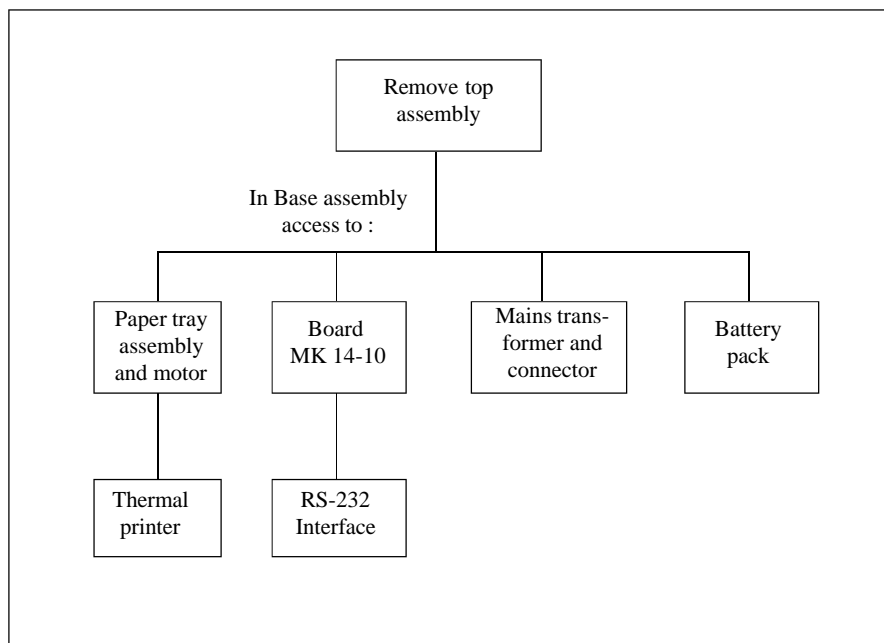 Remove top
assembly
In Base assembly
access to :
Paper tray
assembly
and motor
Board
MK 14-10
Mains trans-
former and
connector
Battery
pack
Thermal
printer
RS-232
Interface